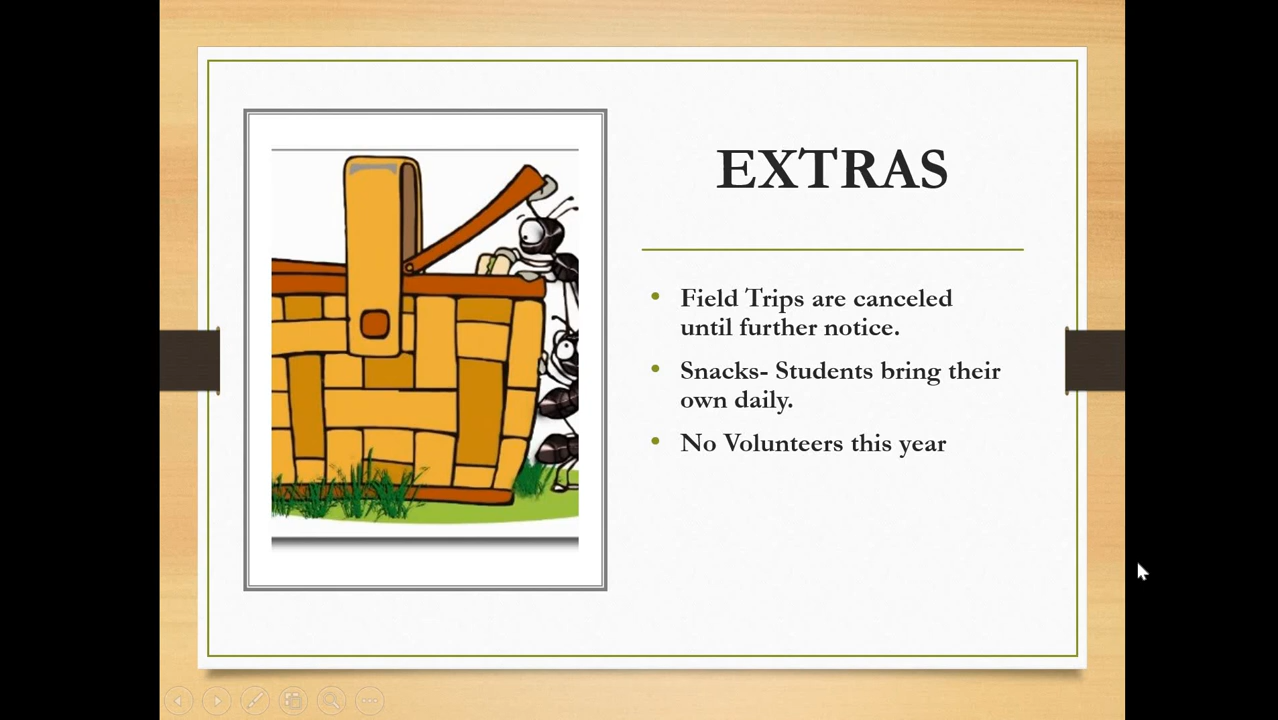 EXTRAS
• Field Trips are canceled
until further notice.
• Snacks- Students bring their
own daily.
• No Volunteers this year